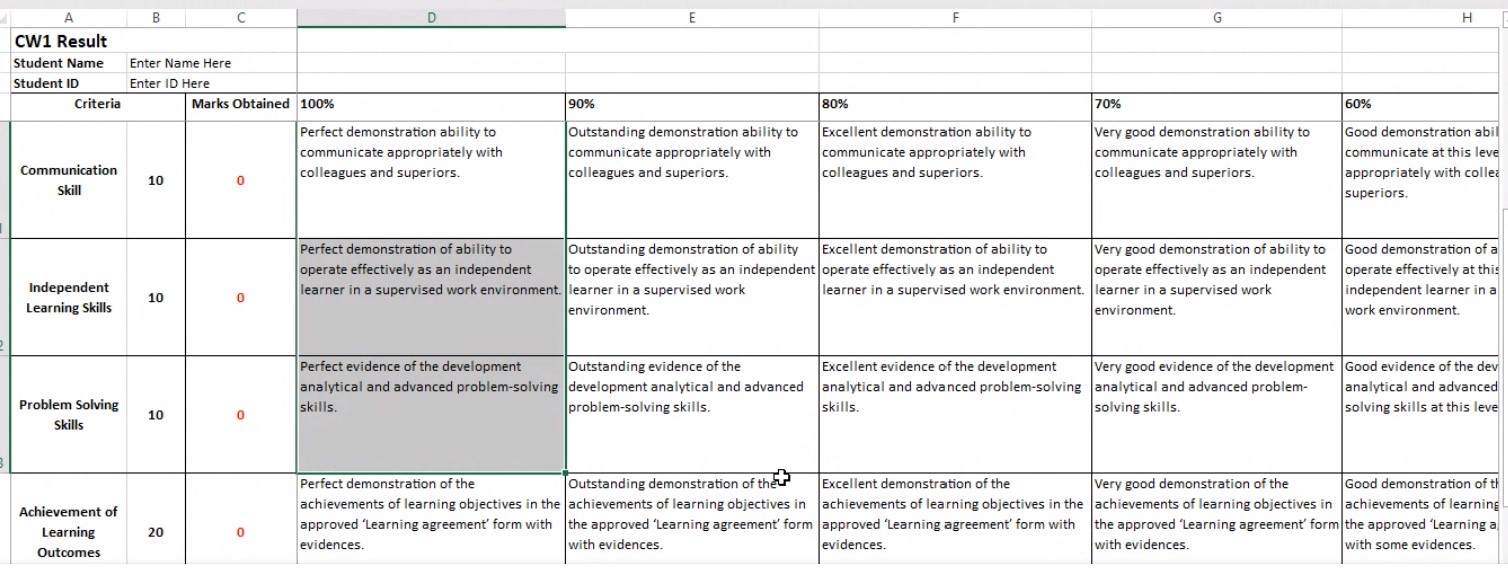 A B C D E F G H
CW1 Result
Student Name Enter Name Here
Student ID Enter ID Here
Criteria Marks Obtained 100% 90% 80% 70% 60%
Communication
Skill
10
0
Perfect demonstration ability to
communicate appropriately with
colleagues and superiors.
Outstanding demonstration ability to
communicate appropriately with
colleagues and superiors.
Excellent demonstration ability to
communicate appropriately with
colleagues and superiors.
Very good demonstration ability to
communicate appropriately with
colleagues and superiors.
Good demonstration abil
communicate at this leve
appropriately with collea
superiors.
Independent
Learning Skills
10
0
Perfect demonstration of ability to
operate effectively as an independent
learner in a supervised work environment.
Outstanding demonstration of ability
to operate effectively as an independent
learner in a supervised work
environment.
Excellent demonstration of ability to
operate effectively as an independent
learner in a supervised work environment.
Very good demonstration of ability to
operate effectively as an independent
learner in a supervised work
environment.
Good demonstration of a
operate effectively at this
independent learner in a
work environment.
Problem Solving
Skills
10
0
Perfect evidence of the development
analytical and advanced problem-solving
skills.
Outstanding evidence of the
development analytical and advanced
problem-solving skills.
Excellent evidence of the development
analytical and advanced problem-solving
skills.
Very good evidence of the development
analytical and advanced problem-
solving skills.
Good evidence of the dev
analytical and advanced
solving skills at this leve
Achievement of
Learning
Outcomes
20
0
Perfect demonstration of the
achievements of learning objectives in the
approved ‘Learning agreement’ form with
evidences.
Outstanding demonstration of the
achievements of learning objectives in
the approved ‘Learning agreement’ form
with evidences.
Excellent demonstration of the
achievements of learning objectives in the
approved ‘Learning agreement’ form with
evidences.
Very good demonstration of the
achievements of learning objectives in
the approved ‘Learning agreement’ form
with evidences.
Good demonstration of th
achievements of learning
the approved ‘Learning a
with some evidences.